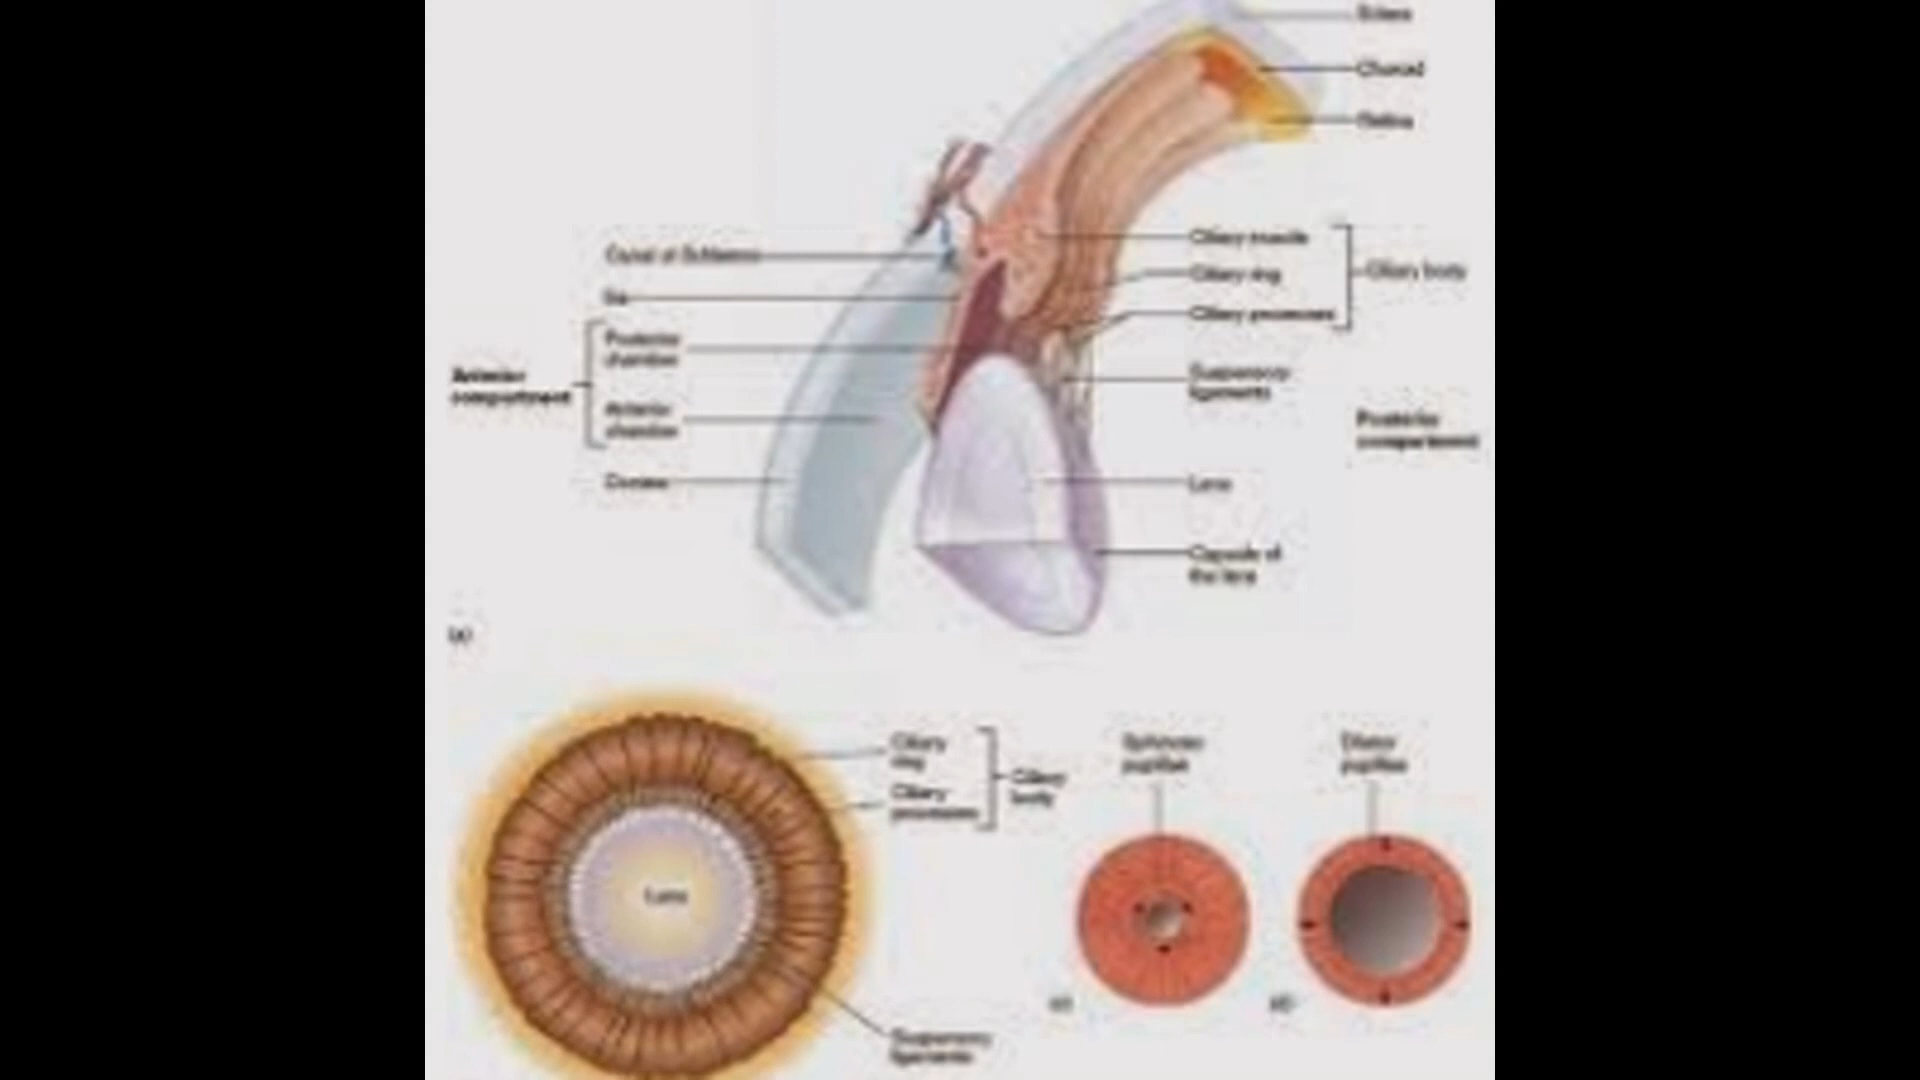 Sclera
Choroid
Retina
Canal of Schlemm
Ciliary muscle
Ciliary ring
Ciliary body
Iris
Ciliary processes
Posterior
chamber
Anterior
compartment
Suspensory
ligaments
Anterior
chamber
Posterior
compartment
Cornea
Lens
Capsule of
the lens
(a)
Ciliary
ring
Ciliary
processes
Ciliary
body
Sphincter
pupillae
Dilator
pupillae
Lens
(c)
(d)
Suspensory
ligaments